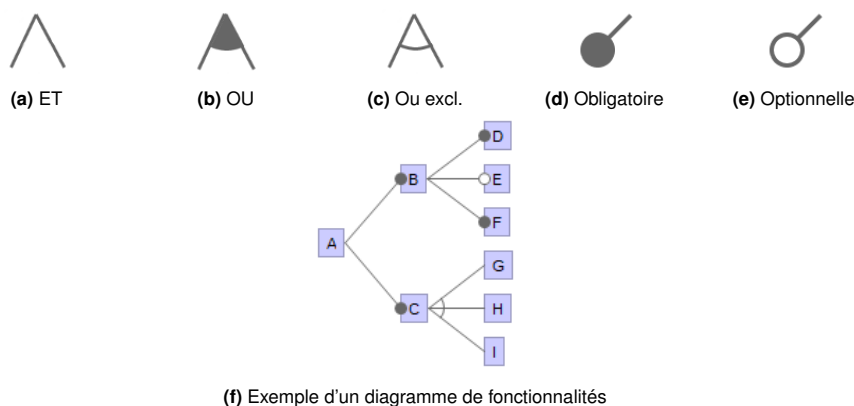 (a) ET
(b) OU
(c) Ou excl.
(d) Obligatoire
(e) Optionnelle
D
B
E
F
A
G
C
H
I
(f) Exemple d'un diagramme de fonctionnalités